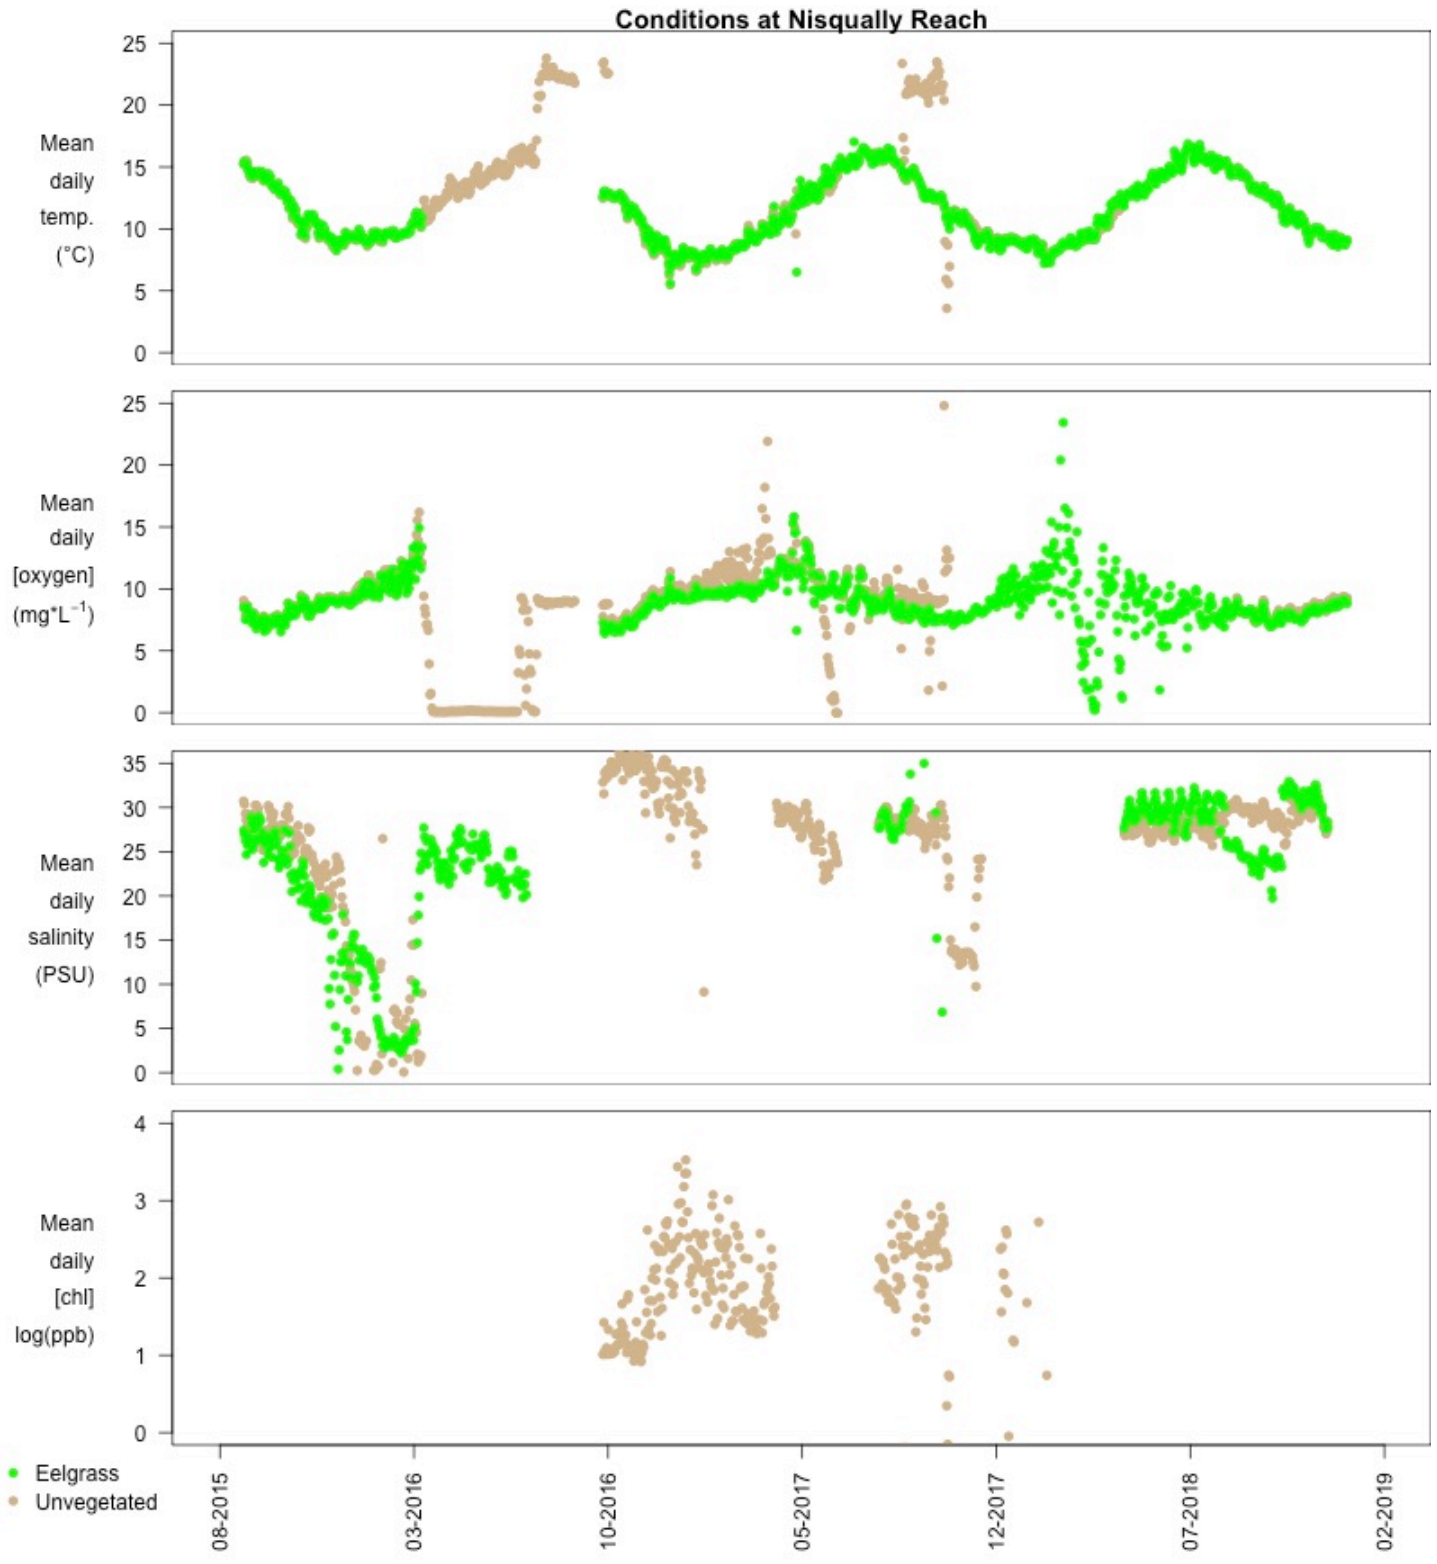 Conditions at Nisqually Reach
25
20
15
10
5
0
Mean
daily
temp.
(°C)
25
20
15
10
5
0
Mean
daily
[oxygen]
(mg*L⁻¹)
35
30
25
20
15
10
5
0
Mean
daily
salinity
(PSU)
4
3
2
1
0
Mean
daily
[chl]
log(ppb)
Eelgrass
Unvegetated
08-2015
03-2016
10-2016
05-2017
12-2017
07-2018
02-2019